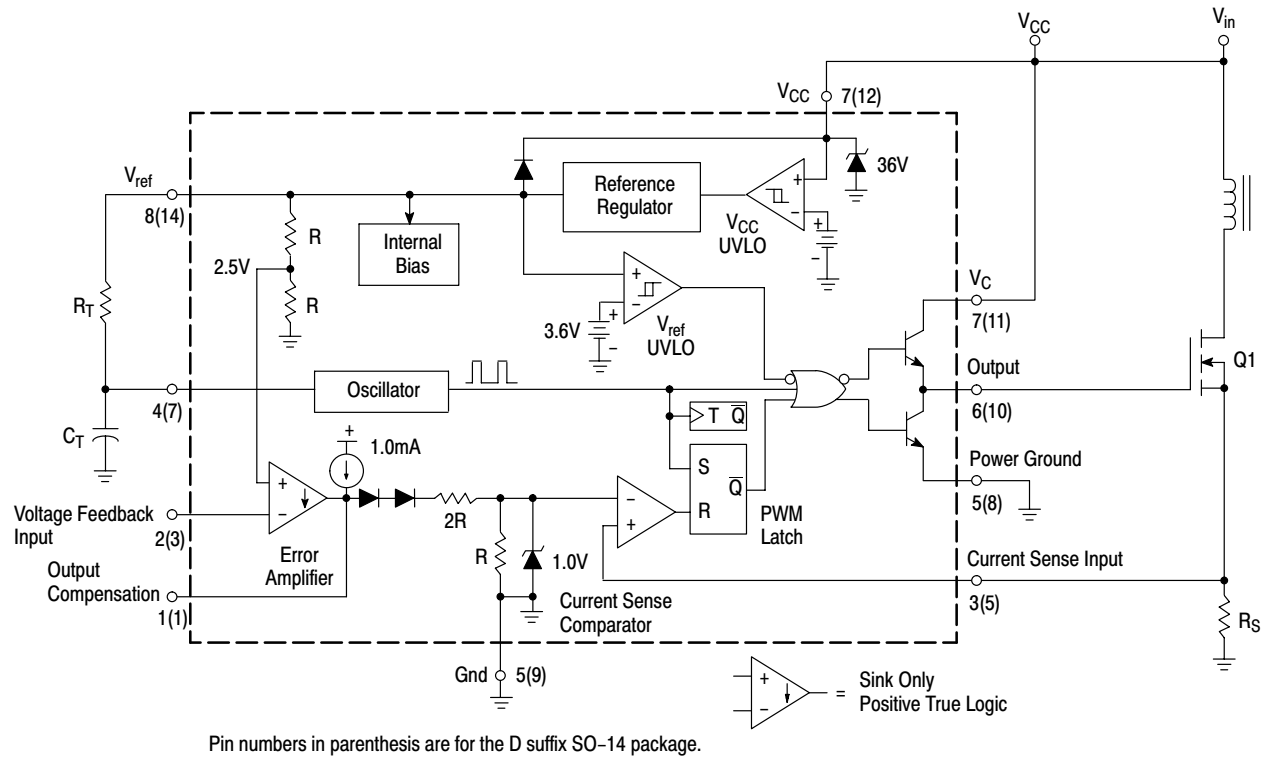 VCC
Vin
VCC 7(12)
36V
Vref
8(14)
R
Reference
Regulator
+
−
+
−
VCC
UVLO
Internal
Bias
2.5V
R
RT
+
−
+
−
3.6V
Vref
UVLO
VC
7(11)
Q1
Output
6(10)
4(7)
Oscillator
T Q
CT
+
1.0mA
S
Q
R
PWM
Latch
Power Ground
5(8)
+
−
2R
−
+
Voltage Feedback
Input
2(3)
Error
Amplifier
R
1.0V
Current Sense Input
3(5)
Output
Compensation
1(1)
Current Sense
Comparator
RS
Gnd 5(9)
+
−
= Sink Only
Positive True Logic
Pin numbers in parenthesis are for the D suffix SO−14 package.